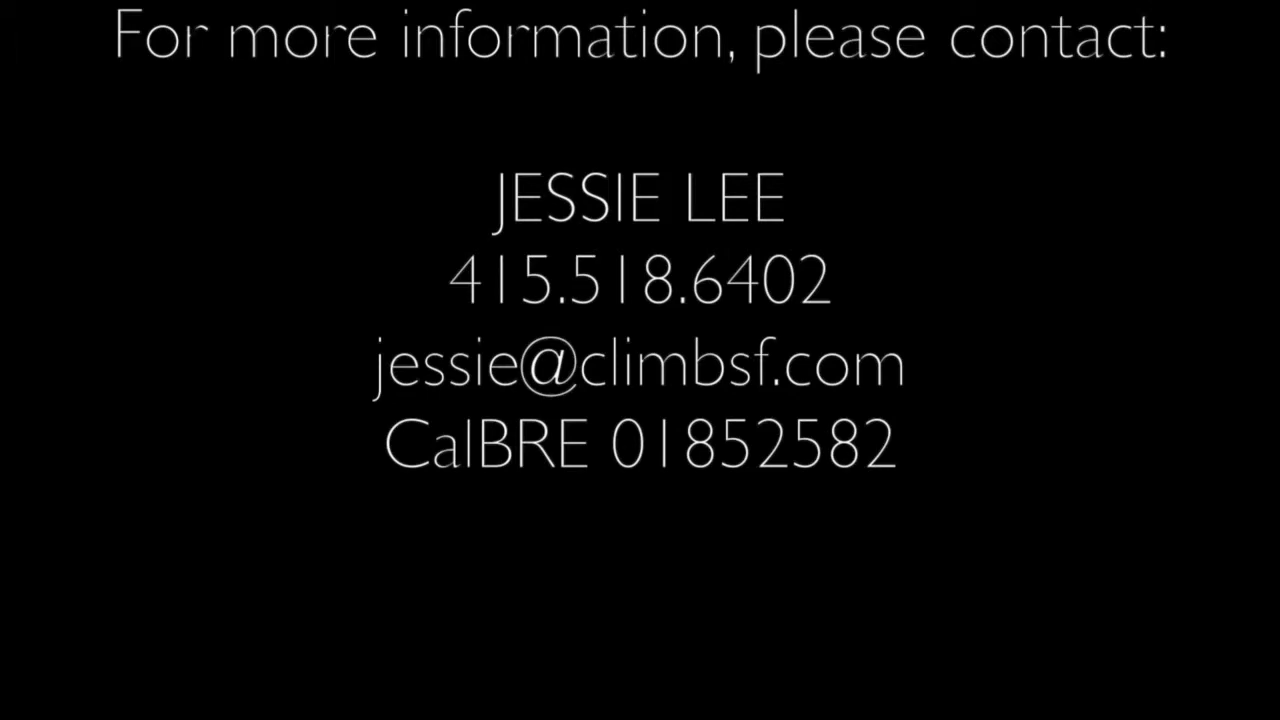 For more information, please contact:
JESSIE LEE
415.518.6402
jessie@climbsf.com
CalBRE 01852582